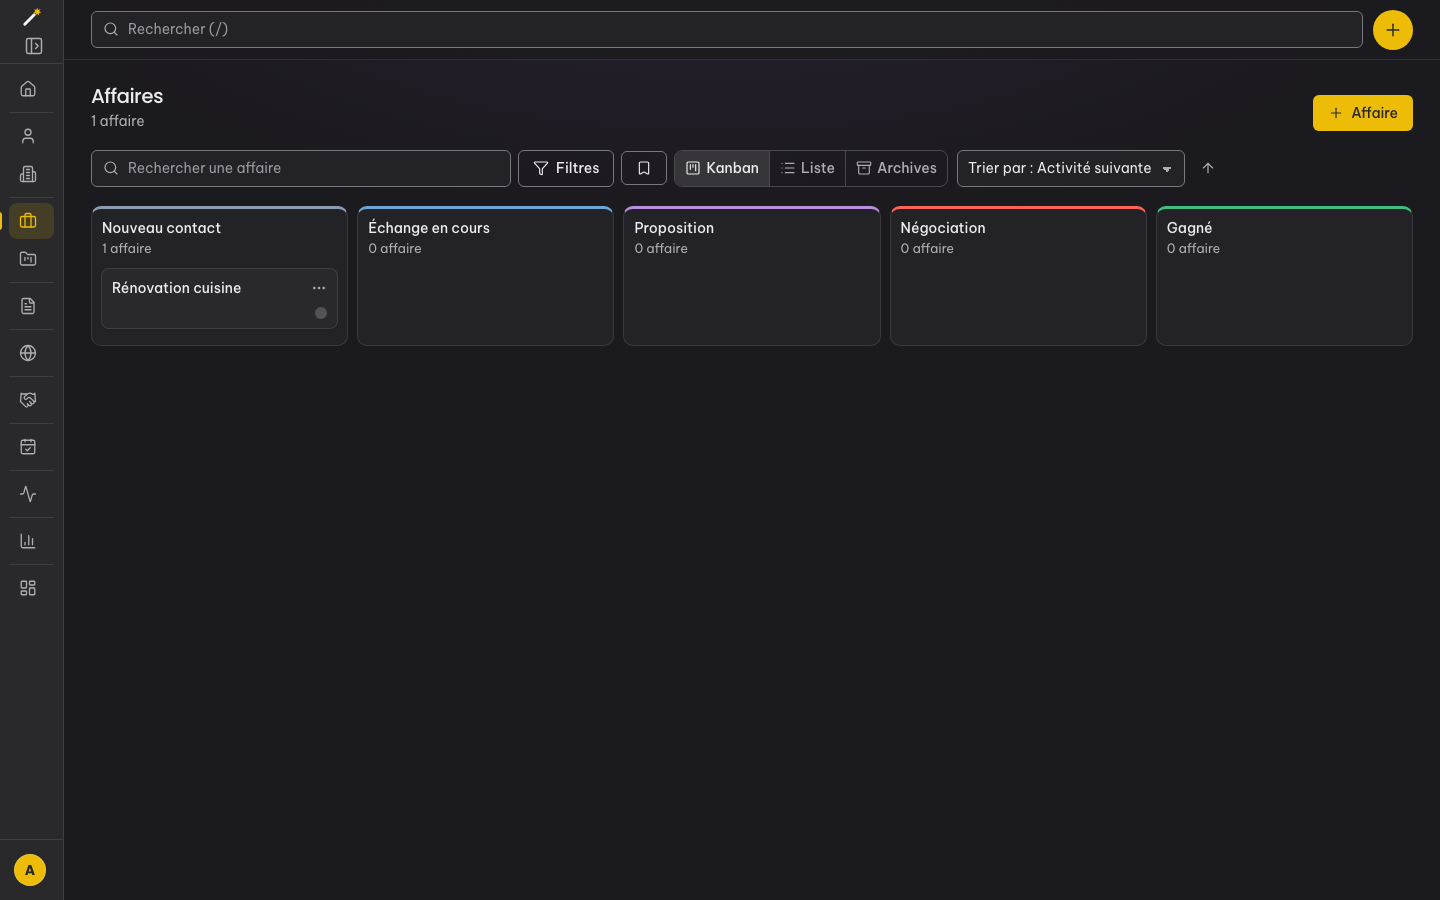 Rechercher (/)
Affaires
1 affaire
Affaire
Rechercher une affaire
Filtres
Kanban
Liste
Archives
Trier par : Activité suivante
Nouveau contact
1 affaire
Rénovation cuisine
Échange en cours
0 affaire
Proposition
0 affaire
Négociation
0 affaire
Gagné
0 affaire
A